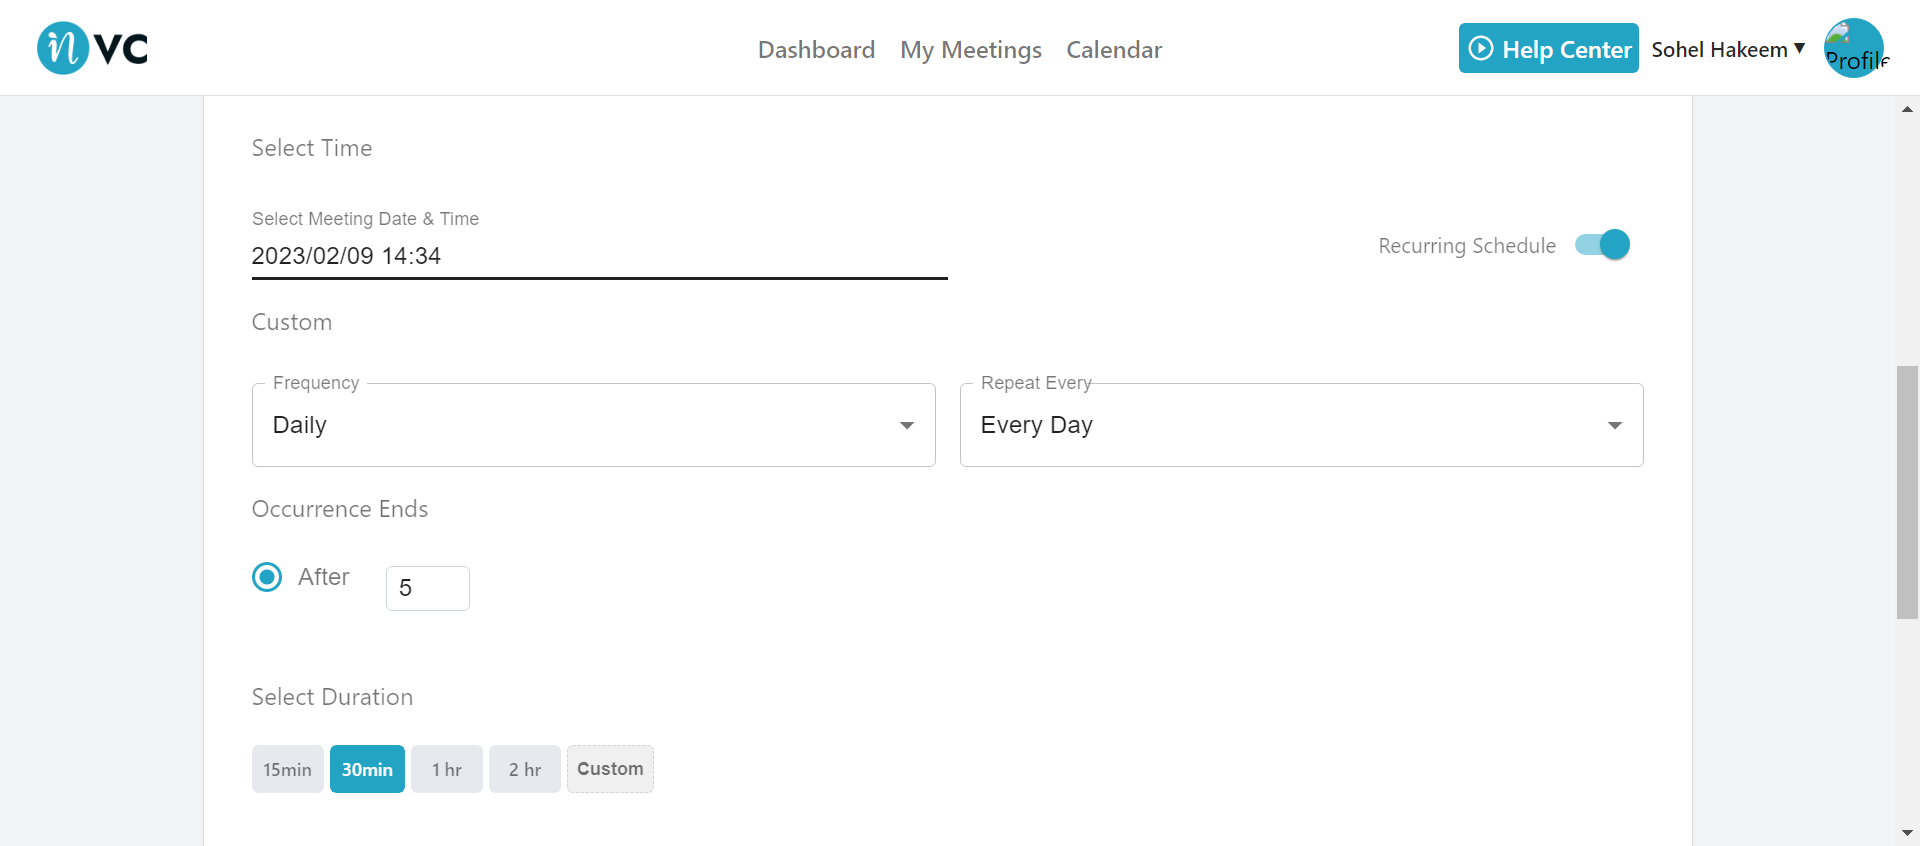 n VC
Dashboard My Meetings Calendar
Help Center
Sohel Hakeem ▼
Profile
Select Time
Select Meeting Date & Time
2023/02/09 14:34
Recurring Schedule
Custom
Frequency
Daily
Repeat Every
Every Day
Occurrence Ends
After 5
Select Duration
15min 30min 1 hr 2 hr Custom